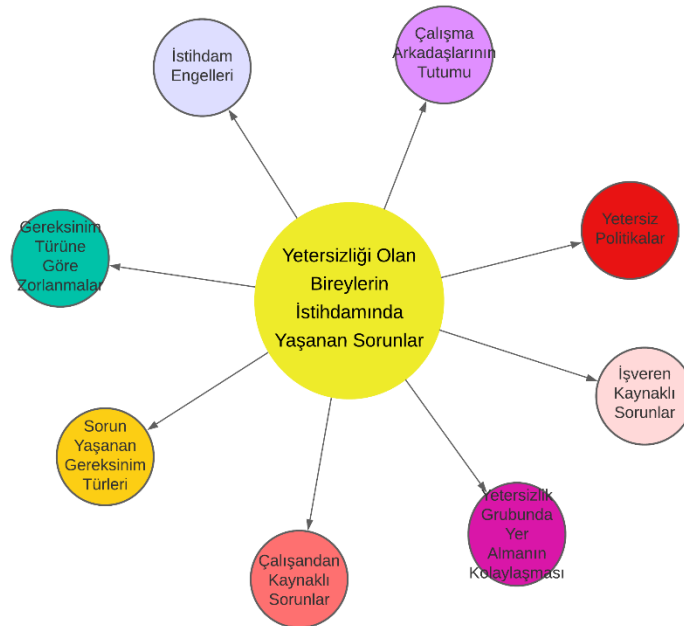 İstihdam
Engelleri
Çalışma
Arkadaşlarının
Tutumu
Yetersiz
Politikalar
Gereksinim
Türüne
Göre
Zorlanmalar
Yetersizliği Olan
Bireylerin
İstihdamında
Yaşanan Sorunlar
İşveren
Kaynaklı
Sorunlar
Sorun
Yaşanan
Gereksinim
Türleri
Yetersizlik
Grubunda
Yer
Almanın
Kolaylaşması
Çalışandan
Kaynaklı
Sorunlar